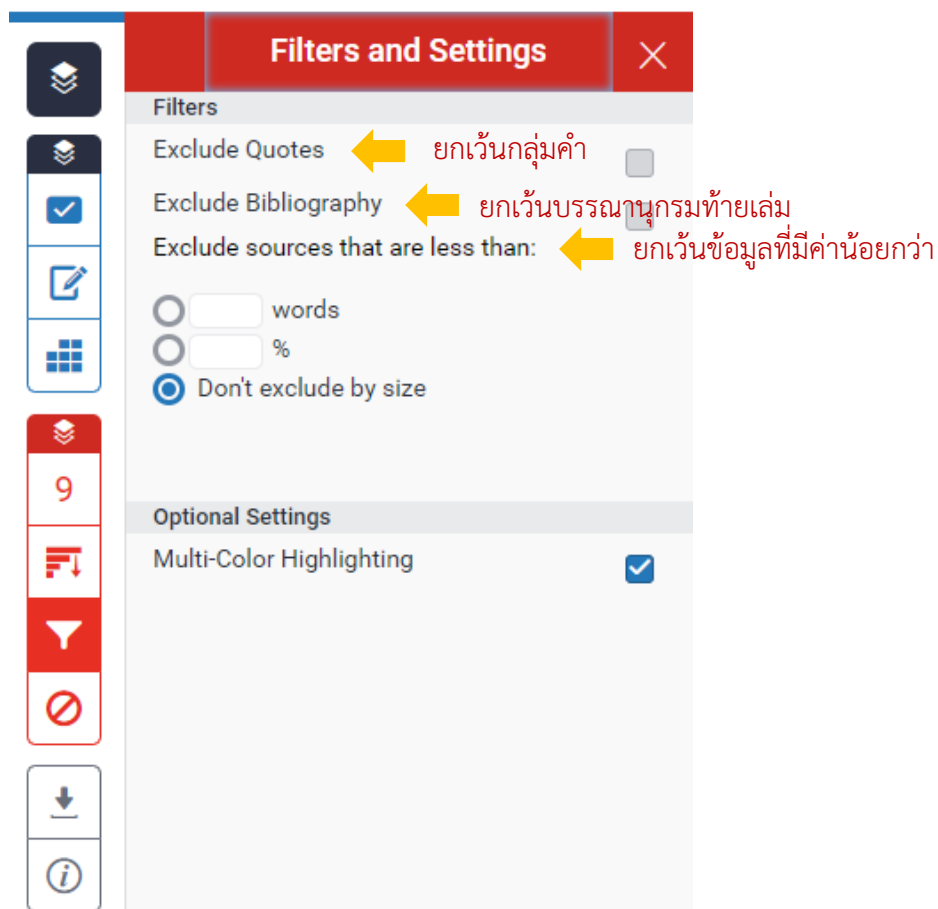 Filters and Settings
Filters
Exclude Quotes ยกเว้นกลุ่มคำ
Exclude Bibliography ยกเว้นบรรณานุกรมท้ายเล่ม
Exclude sources that are less than: ยกเว้นข้อมูลที่มีค่าน้อยกว่า
words
%
Don't exclude by size
9
Optional Settings
Multi-Color Highlighting